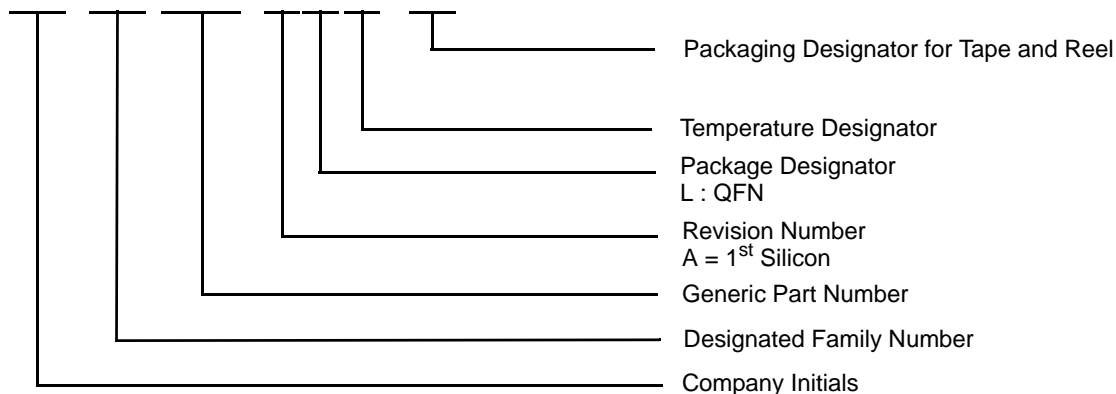 Packaging Designator for Tape and Reel
Temperature Designator
Package Designator
L : QFN
Revision Number
A = 1st Silicon
Generic Part Number
Designated Family Number
Company Initials